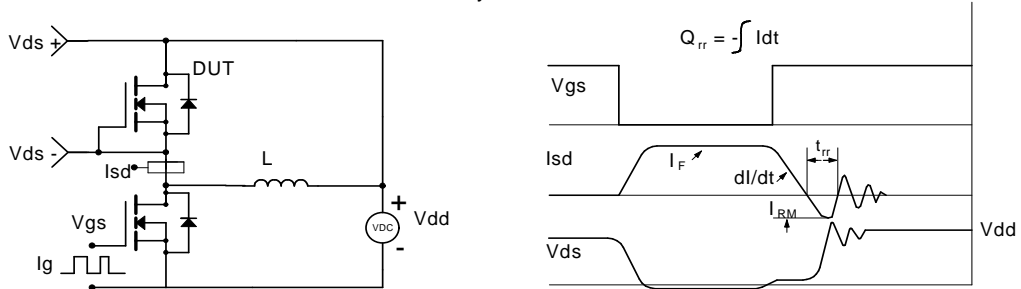 Vds +
DUT
Vds -
Isd
L
Vgs
Ig
+
VDC
-
Vdd
Q rr = - ∫ Idt
Vgs
Isd
I F
dI/dt
t rr
I RM
Vdd
Vds